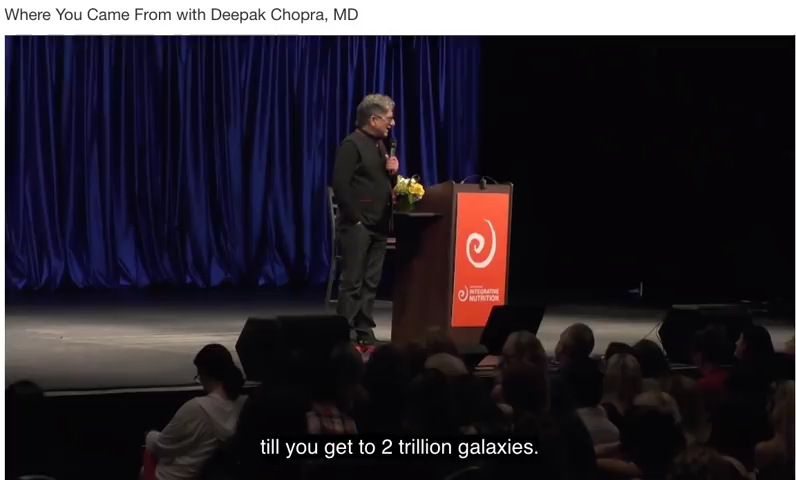 Where You Came From with Deepak Chopra, MD
INTEGRATIVE
NUTRITION
till you get to 2 trillion galaxies.